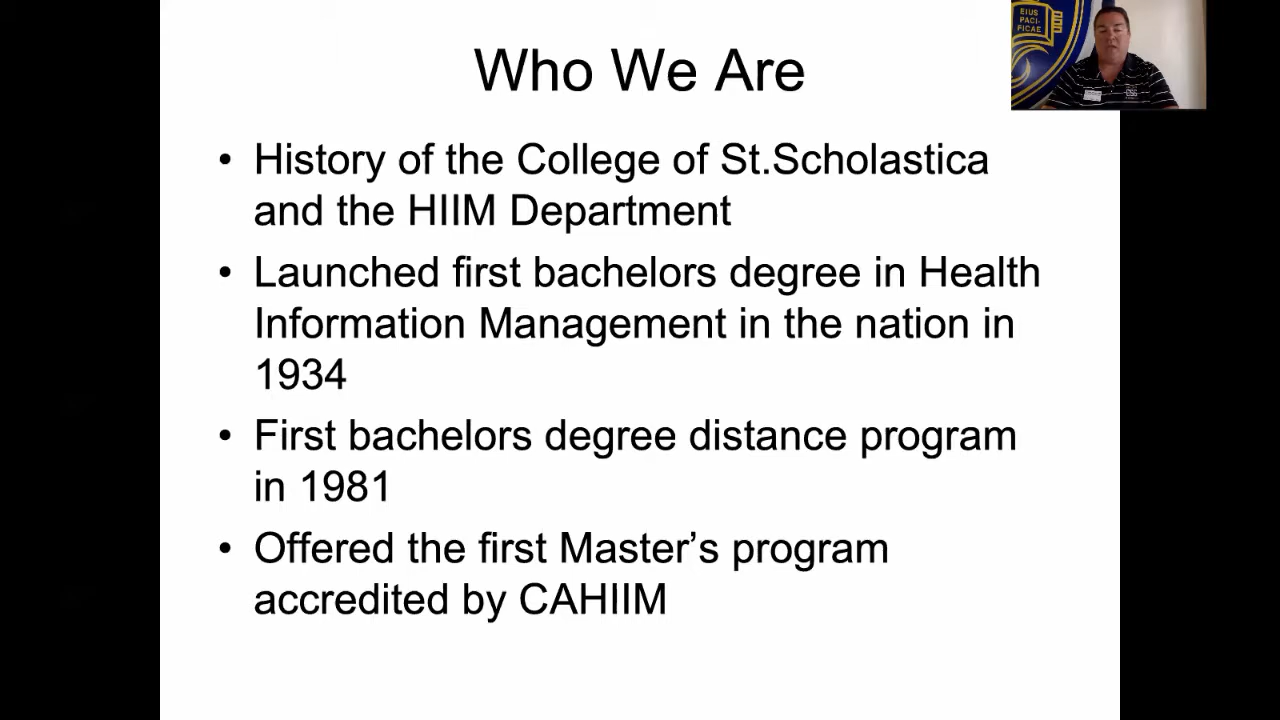 Who We Are
• History of the College of St.Scholastica
and the HIIM Department
• Launched first bachelors degree in Health
Information Management in the nation in
1934
• First bachelors degree distance program
in 1981
• Offered the first Master’s program
accredited by CAHIIM
EIUS
PACI-
FICAE